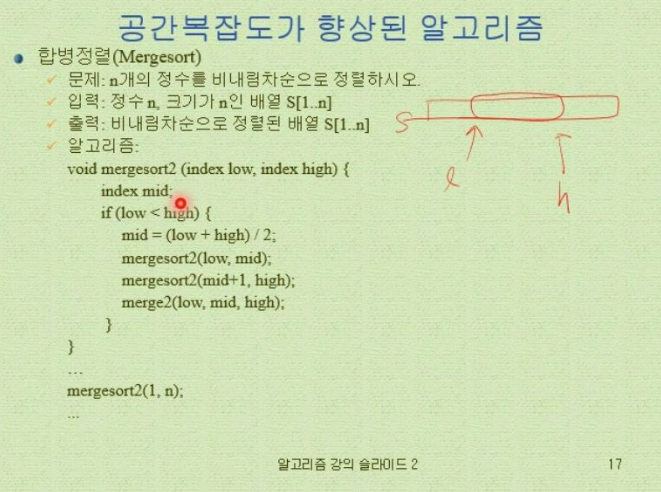 공간복잡도가 향상된 알고리즘
합병정렬(Mergesort)
문제: n개의 정수를 비내림차순으로 정렬하시오.
입력: 정수 n, 크기가 n인 배열 S[1..n]
출력: 비내림차순으로 정렬된 배열 S[1..n]
알고리즘:
void mergesort2 (index low, index high) {
index mid;
if (low < high) {
mid = (low + high) / 2;
mergesort2(low, mid);
mergesort2(mid+1, high);
merge2(low, mid, high);
}
}
…
mergesort2(1, n);
...
S
l
h
알고리즘 강의 슬라이드 2
17